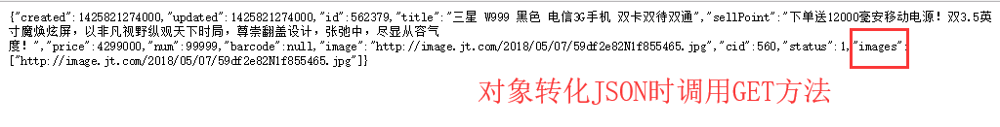 {"created":1425821274000,"updated":1425821274000,"id":562379,"title":"三星 W999 黑色 电信3G手机 双卡双待双通","sellPoint":"下单送12000毫安移动电源！双3.5英
寸魔焕炫屏，以非凡视野纵观天下时局，尊崇翻盖设计，张弛中，尽显从容气
度！","price":4299000,"num":99999,"barcode":null,"image":"http://image.jt.com/2018/05/07/59df2e82N1f855465.jpg","cid":560,"status":1,"images":
["http://image.jt.com/2018/05/07/59df2e82N1f855465.jpg"]}
对象转化JSON时调用GET方法